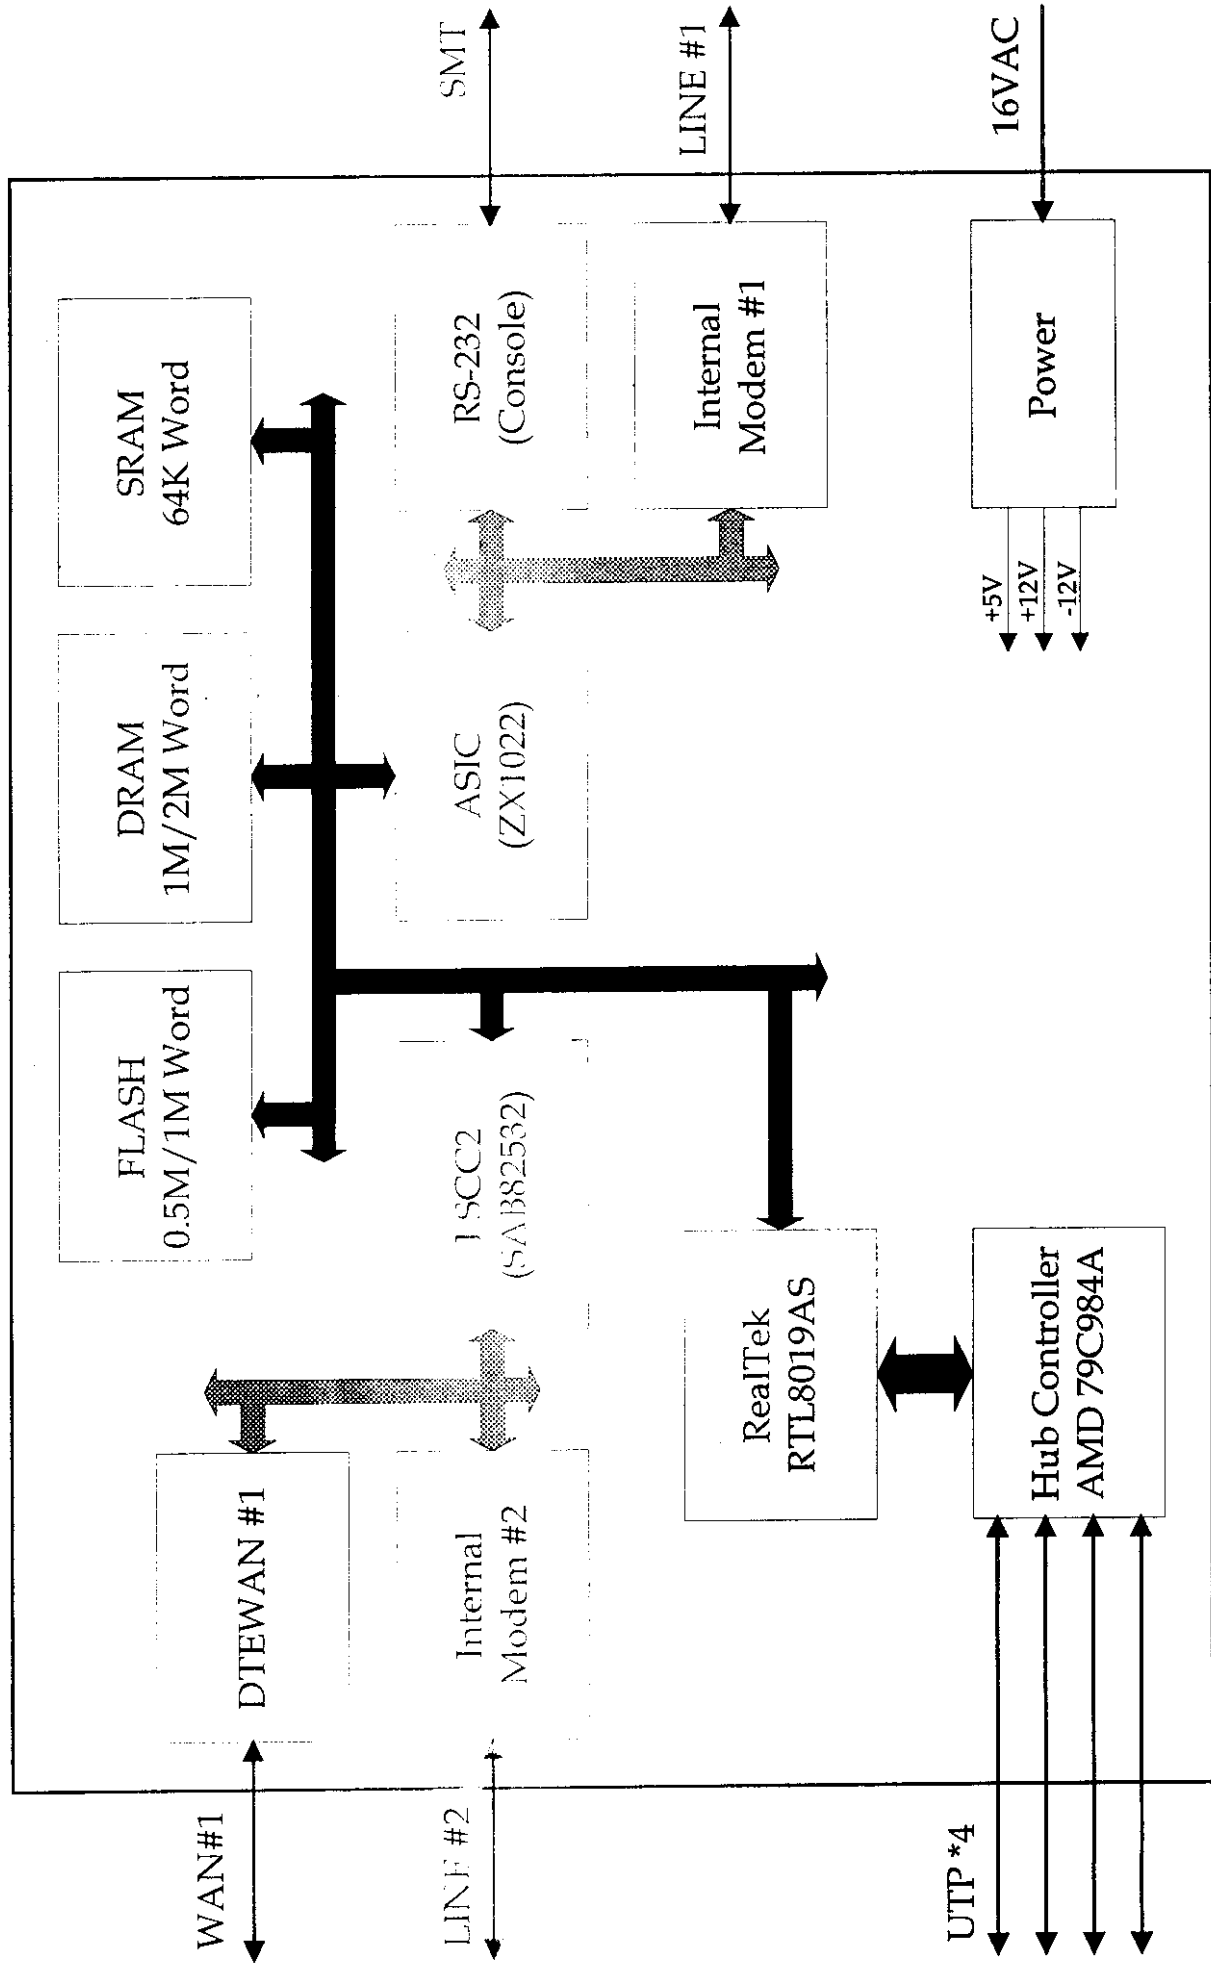 FLASH
0.5M/1M Word
DRAM
1M/2M Word
SRAM
64K Word
WAN#1
DTEWAN #1
LINE #2
Internal
Modem #2
(SAB82532)
ASIC
(ZX1022)
RS-232
(Console)
SMT
Internal
Modem #1
LINE #1
RealTek
RTL8019AS
UTP *4
Hub Controller
AMD 79C984A
+5V
+12V
-12V
Power
16VAC